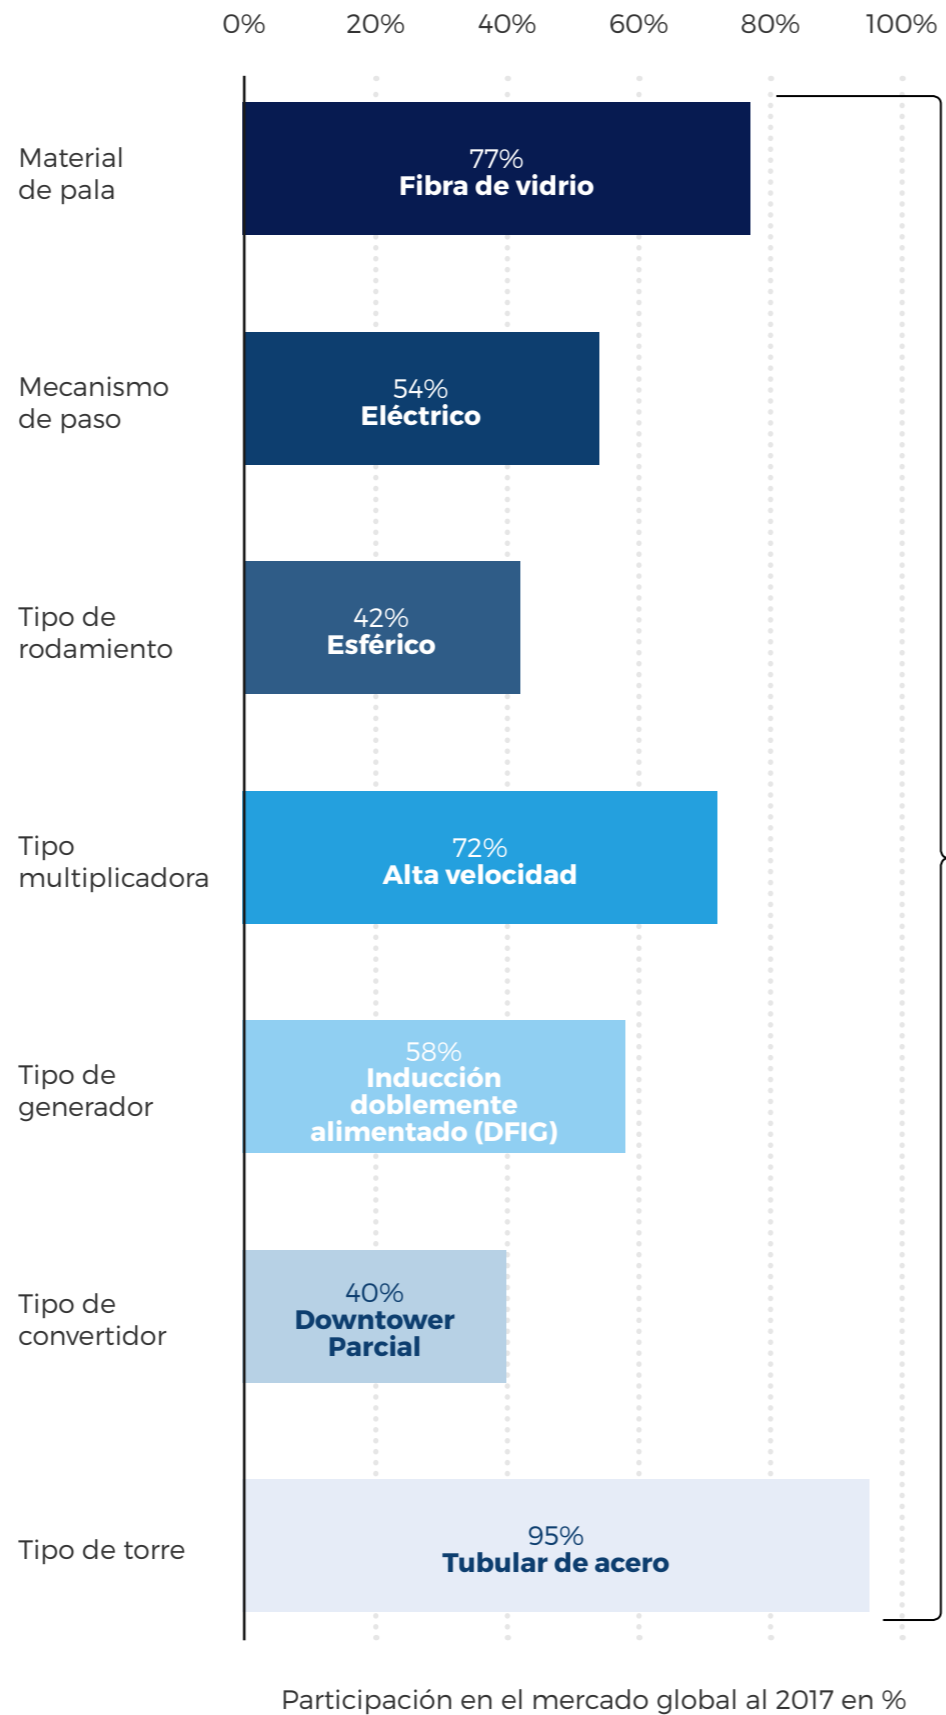 0% 20% 40% 60% 80% 100%
Material
de pala
77%
Fibra de vidrio
Mecanismo
de paso
54%
Eléctrico
Tipo de
rodamiento
42%
Esférico
Tipo
multiplicadora
72%
Alta velocidad
Tipo de
generador
58%
Inducción
doblemente
alimentado (DFIG)
Tipo de
convertidor
40%
Downtower
Parcial
Tipo de torre
95%
Tubular de acero
Participación en el mercado global al 2017 en %